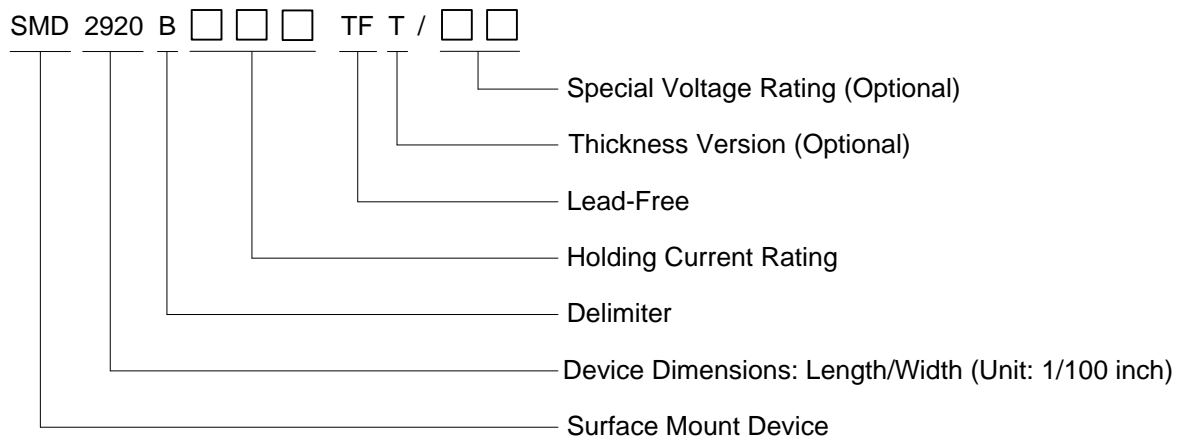 SMD 2920 B □ □ □ TF T / □ □
Special Voltage Rating (Optional)
Thickness Version (Optional)
Lead-Free
Holding Current Rating
Delimiter
Device Dimensions: Length/Width (Unit: 1/100 inch)
Surface Mount Device